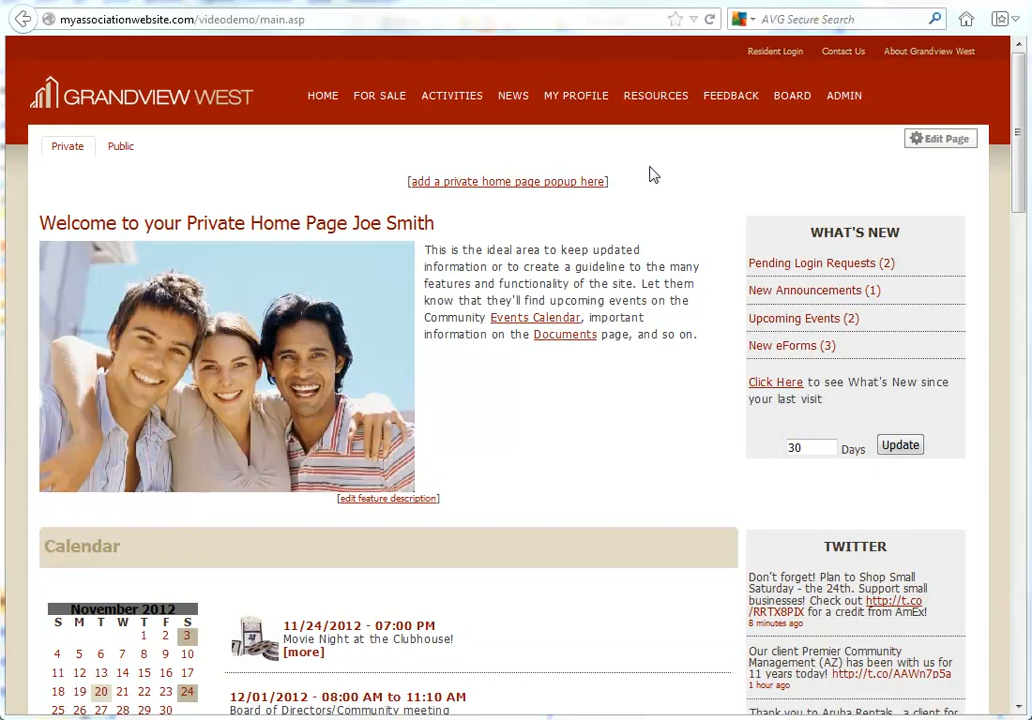 myassociationwebsite.com/videodemo/main.asp
AVG Secure Search
Resident Login Contact Us About Grandview West
GRANDVIEW WEST
HOME FOR SALE ACTIVITIES NEWS MY PROFILE RESOURCES FEEDBACK BOARD ADMIN
Private Public
Edit Page
[add a private home page popup here]
Welcome to your Private Home Page Joe Smith
This is the ideal area to keep updated
information or to create a guideline to the many
features and functionality of the site. Let them
know that they'll find upcoming events on the
Community Events Calendar, important
information on the Documents page, and so on.
[edit feature description]
WHAT'S NEW
Pending Login Requests (2)
New Announcements (1)
Upcoming Events (2)
New eForms (3)
Click Here to see What's New since
your last visit
30 Days Update
Calendar
November 2012
S M T W T F S
1 2 3
4 5 6 7 8 9 10
11 12 13 14 15 16 17
18 19 20 21 22 23 24
25 26 27 28 29 30
11/24/2012 - 07:00 PM
Movie Night at the Clubhouse!
[more]
12/01/2012 - 08:00 AM to 11:10 AM
Board of Directors/Community meeting
TWITTER
Don't forget! Plan to Shop Small
Saturday - the 24th. Support small
businesses! Check out http://t.co
/RRTX8PIX for a credit from AmEx!
8 minutes ago
Our client Premier Community
Management (AZ) has been with us for
11 years today! http://t.co/AAWn7p5a
1 hour ago
Thank you to Aruba Rentals, a client for